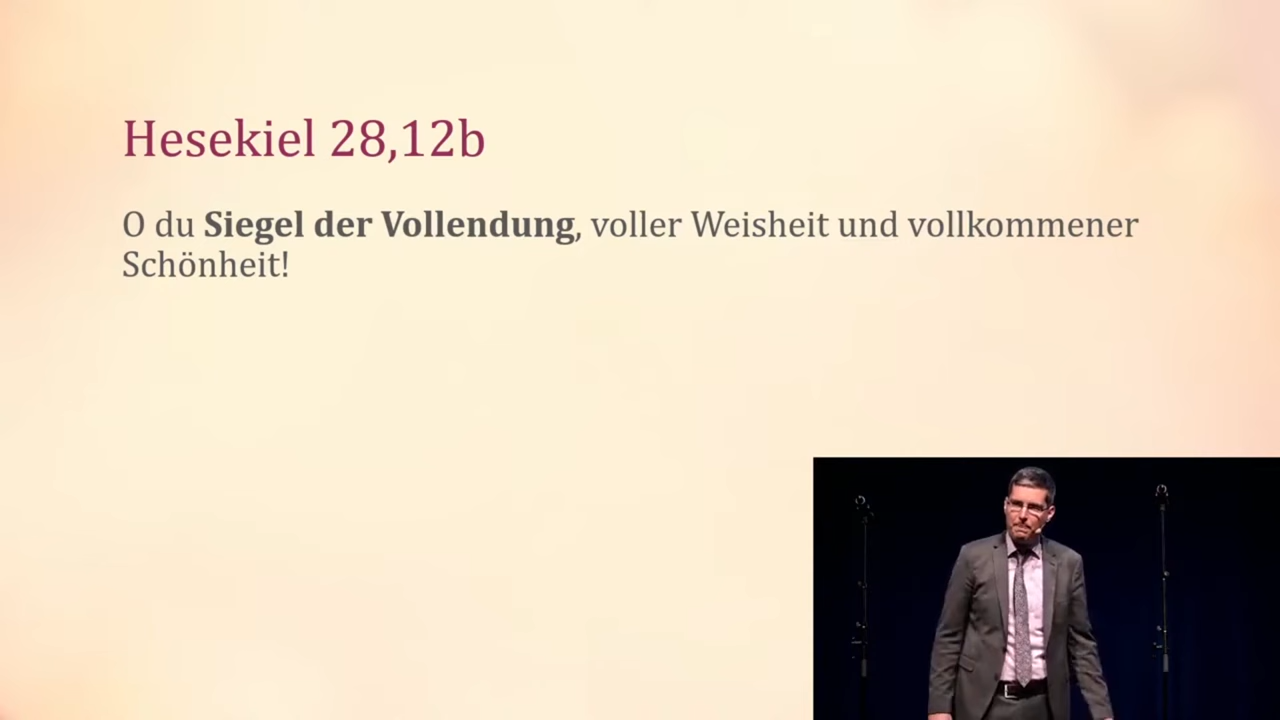 Hesekiel 28,12b
O du Siegel der Vollendung, voller Weisheit und vollkommener
Schönheit!